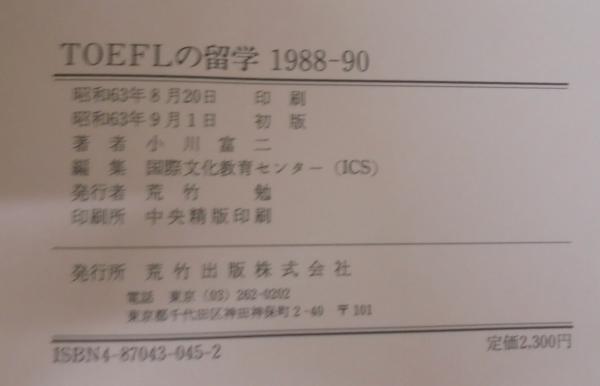 TOEFLの留学 1988-90
昭和63年8月20日 印刷
昭和63年9月1日 初版
著者 小川富二
編集 国際文化教育センター(ICS)
発行者 荒竹 勉
印刷所 中央精版印刷
発行所 荒竹出版株式会社
電話 東京(03)262-0202
東京都千代田区神田神保町2-40 〒101
ISBN4-87043-045-2
定価2,300円